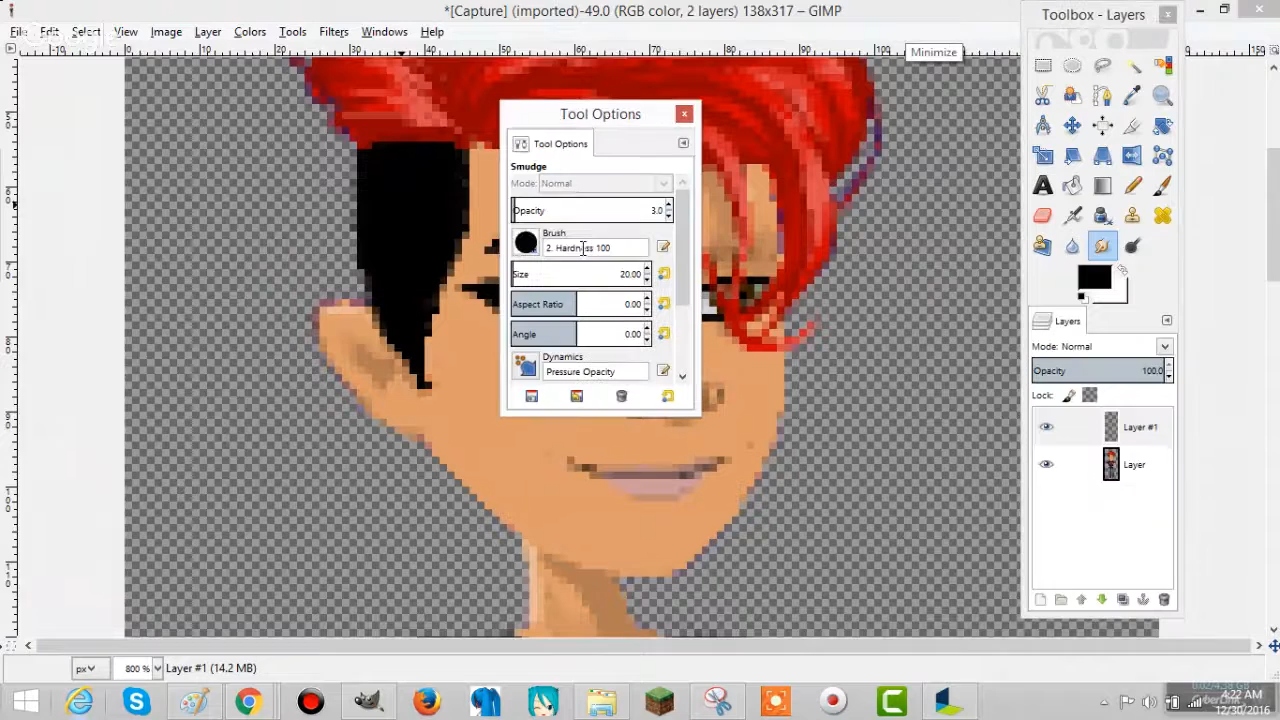 *[Capture] (imported)-49.0 (RGB color, 2 layers) 138x317 – GIMP
File Edit Select View Image Layer Colors Tools Filters Windows Help
Minimize
Toolbox - Layers
Tool Options
Tool Options
Smudge
Mode: Normal
Opacity 3.0
Brush
2. Hardness 100
Size 20.00
Aspect Ratio 0.00
Angle 0.00
Dynamics
Pressure Opacity
Layers
Mode: Normal
Opacity 100.0
Lock:
Layer #1
Layer
px 800 % Layer #1 (14.2 MB)
4:22 AM
12/30/2016